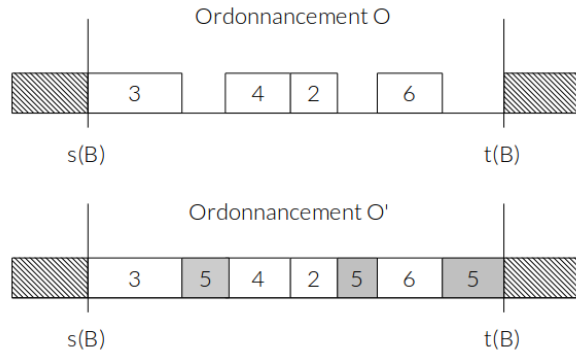 Ordonnancement O
3 4 2 6
s(B) t(B)
Ordonnancement O'
3 5 4 2 5 6 5
s(B) t(B)